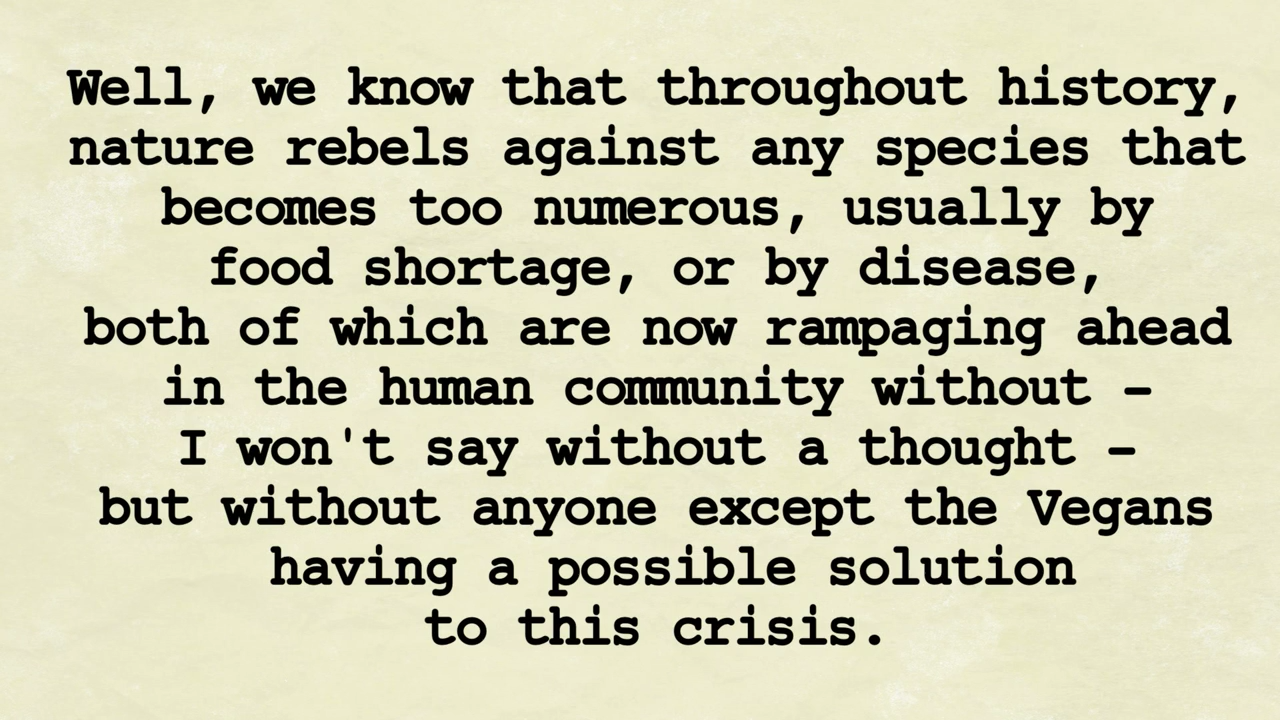 Well, we know that throughout history,
nature rebels against any species that
becomes too numerous, usually by
food shortage, or by disease,
both of which are now rampaging ahead
in the human community without –
I won't say without a thought –
but without anyone except the Vegans
having a possible solution
to this crisis.